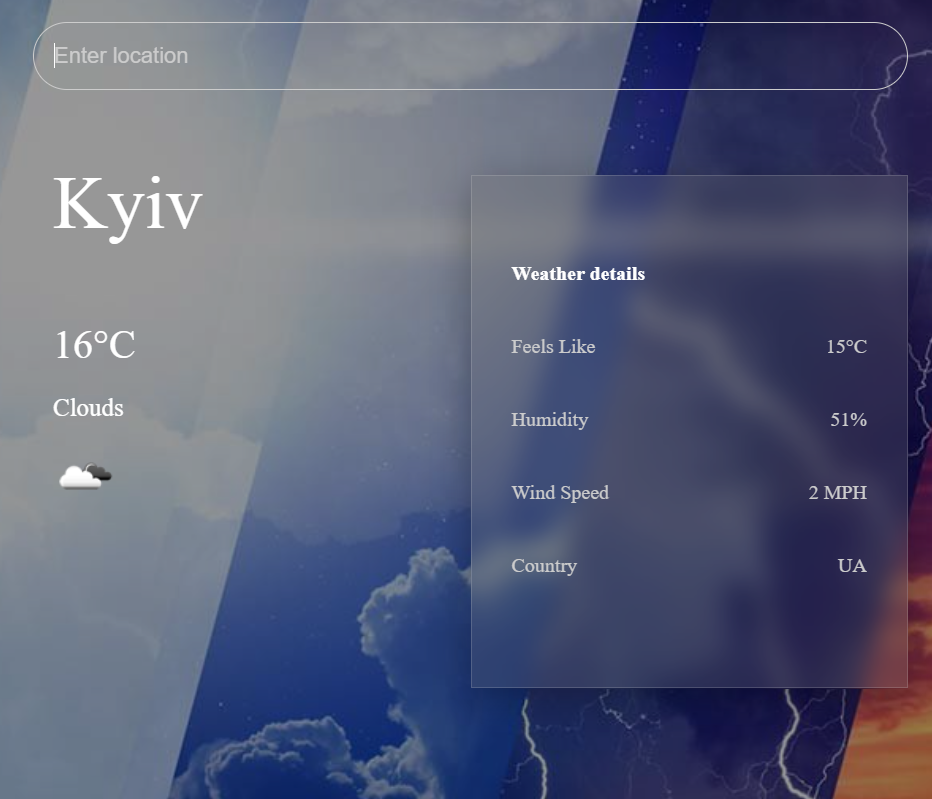 Enter location
Kyiv
16°C
Clouds
Weather details
Feels Like 15°C
Humidity 51%
Wind Speed 2 MPH
Country UA